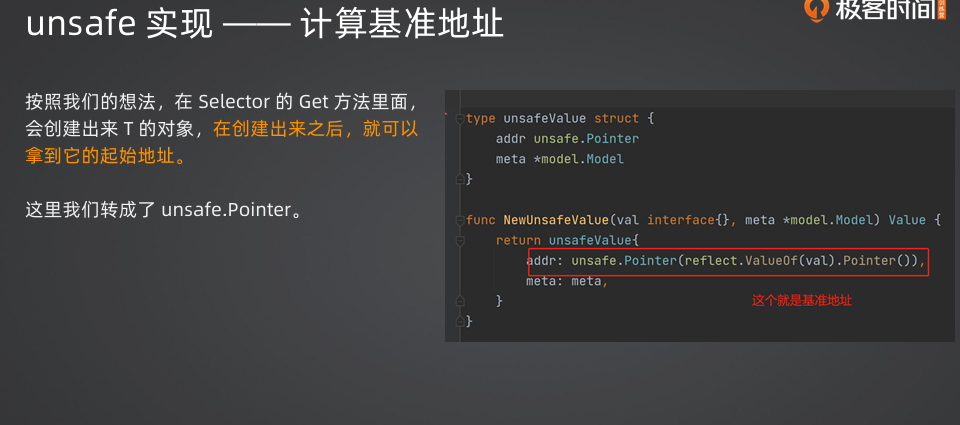 unsafe 实现 —— 计算基准地址
极客时间
按照我们的想法，在 Selector 的 Get 方法里面，
会创建出来 T 的对象，在创建出来之后，就可以
拿到它的起始地址。
这里我们转成了 unsafe.Pointer。
type unsafeValue struct {
addr unsafe.Pointer
meta *model.Model
}
func NewUnsafeValue(val interface{}, meta *model.Model) Value {
return unsafeValue{
addr: unsafe.Pointer(reflect.ValueOf(val).Pointer()),
meta: meta,
这个就是基准地址
}
}